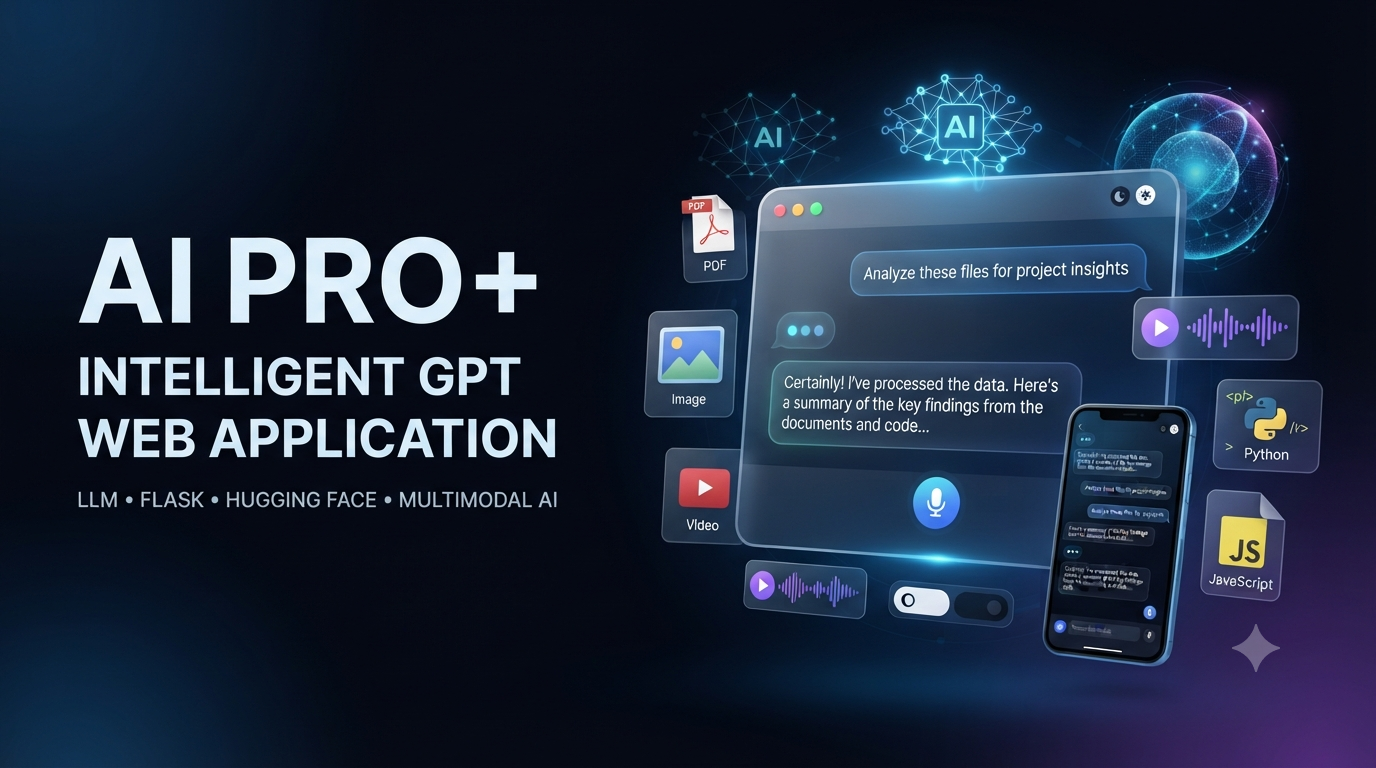 AI PRO+
INTELLIGENT GPT
WEB APPLICATION
LLM • FLASK • HUGGING FACE • MULTIMODAL AI
AI
AI
PDF
PDF
Image
VIdeo
Analyze these files for project insights
Certainly! I've processed the data. Here's
a summary of the key findings from the
documents and code...
Python
JS
JaveScript